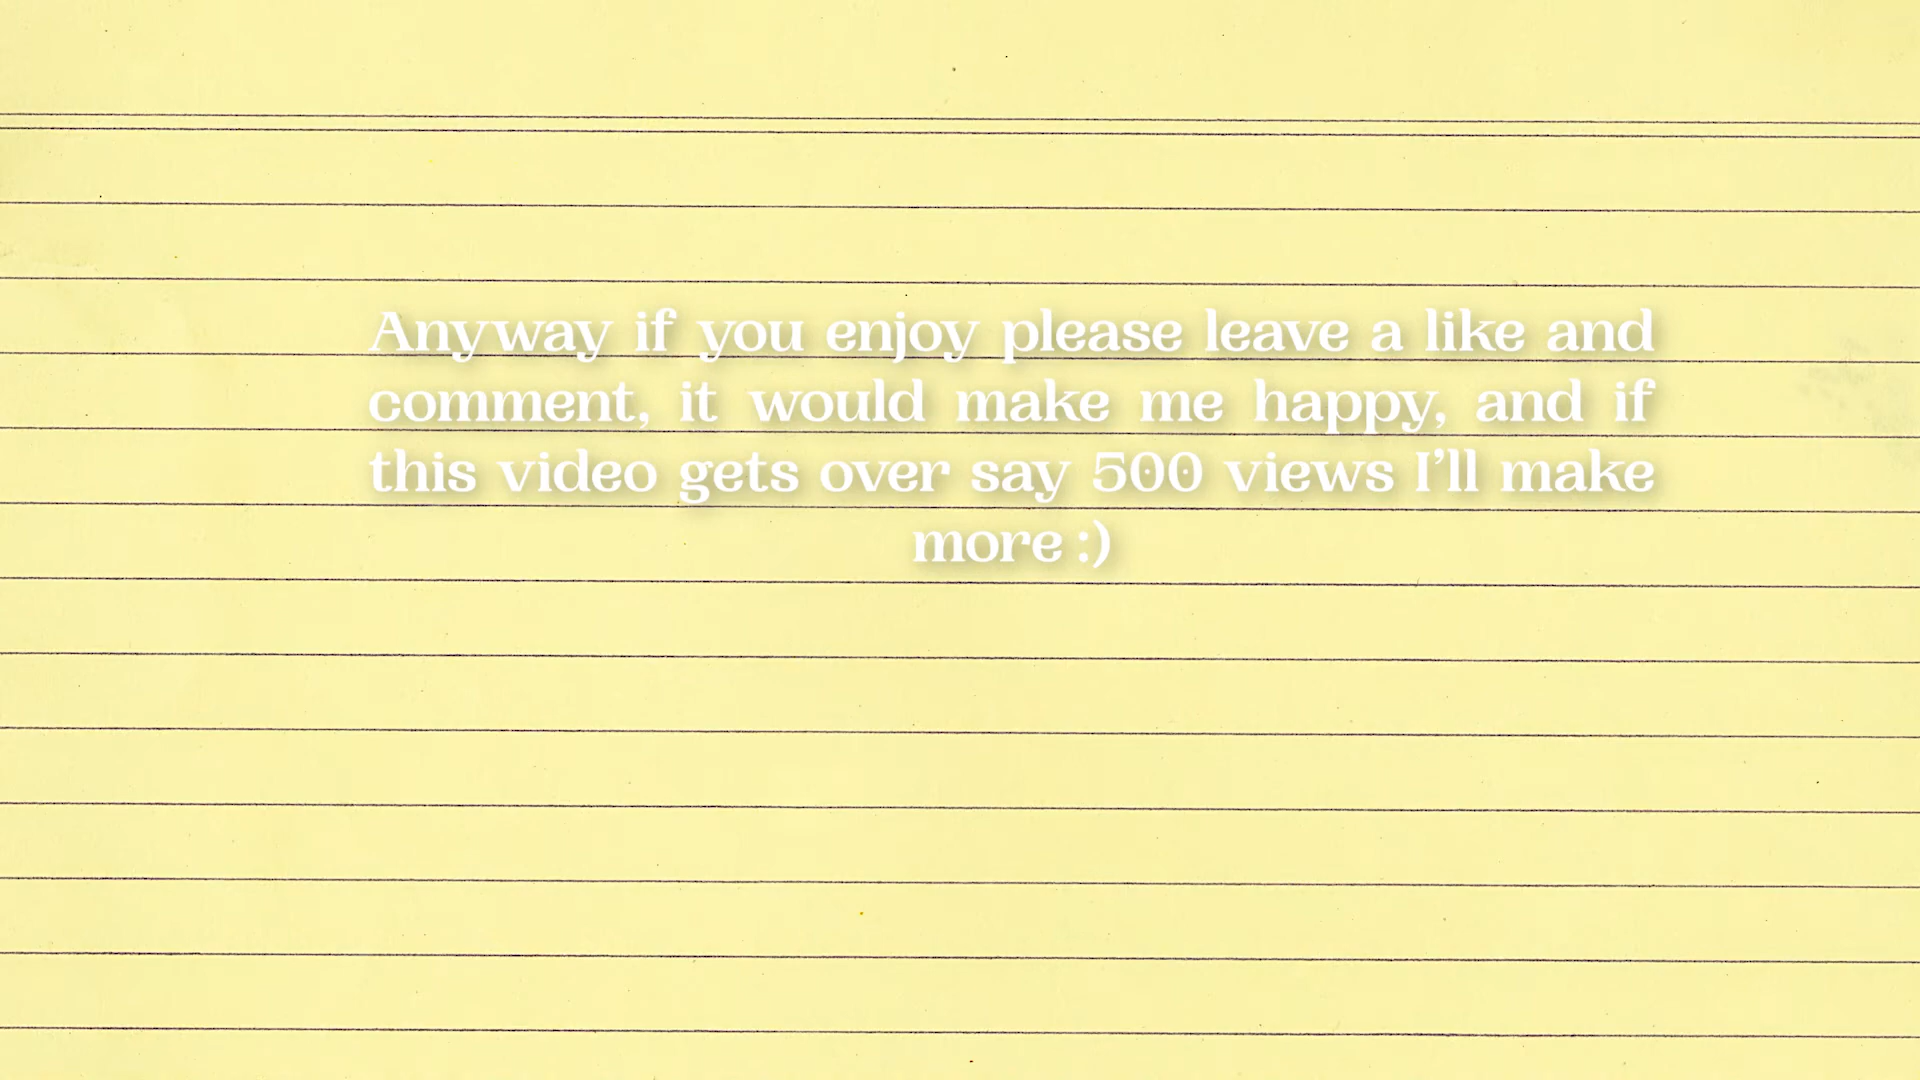 Anyway if you enjoy please leave a like and
comment, it would make me happy, and if
this video gets over say 500 views I’ll make
more :)